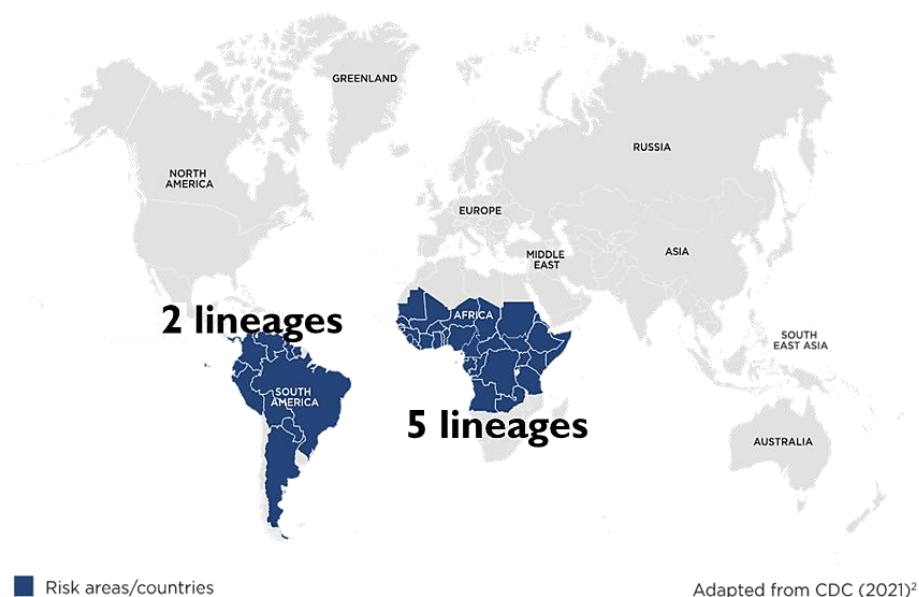 GREENLAND
RUSSIA
NORTH
AMERICA
EUROPE
MIDDLE
EAST
ASIA
2 lineages
AFRICA
SOUTH
EAST ASIA
SOUTH
AMERICA
5 lineages
AUSTRALIA
Risk areas/countries
Adapted from CDC (2021)²